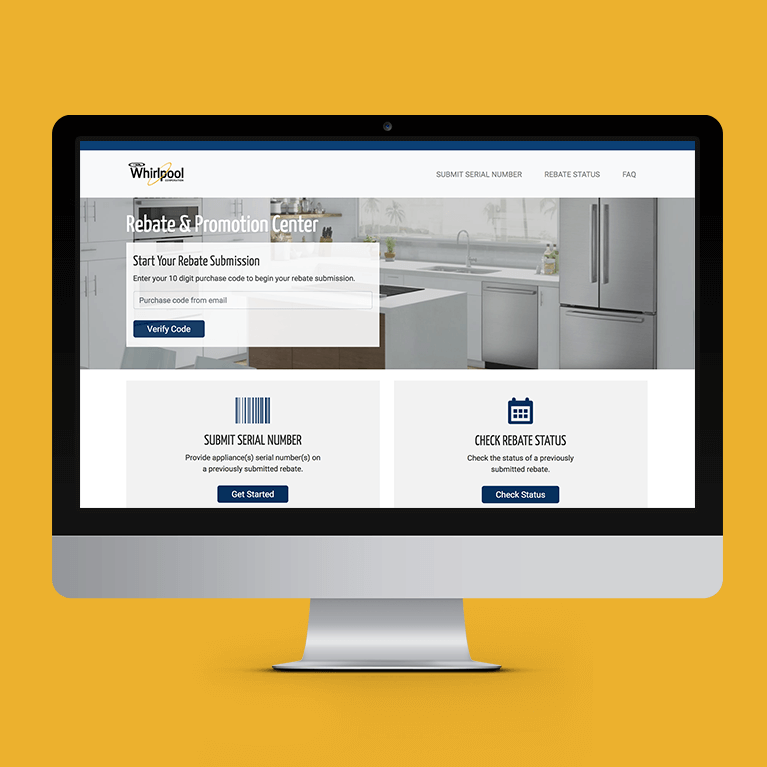 Whirlpool
CORPORATION
SUBMIT SERIAL NUMBER REBATE STATUS FAQ
Rebate & Promotion Center
Start Your Rebate Submission
Enter your 10 digit purchase code to begin your rebate submission.
Purchase code from email
Verify Code
SUBMIT SERIAL NUMBER
Provide appliance(s) serial number(s) on
a previously submitted rebate.
Get Started
CHECK REBATE STATUS
Check the status of a previously
submitted rebate.
Check Status